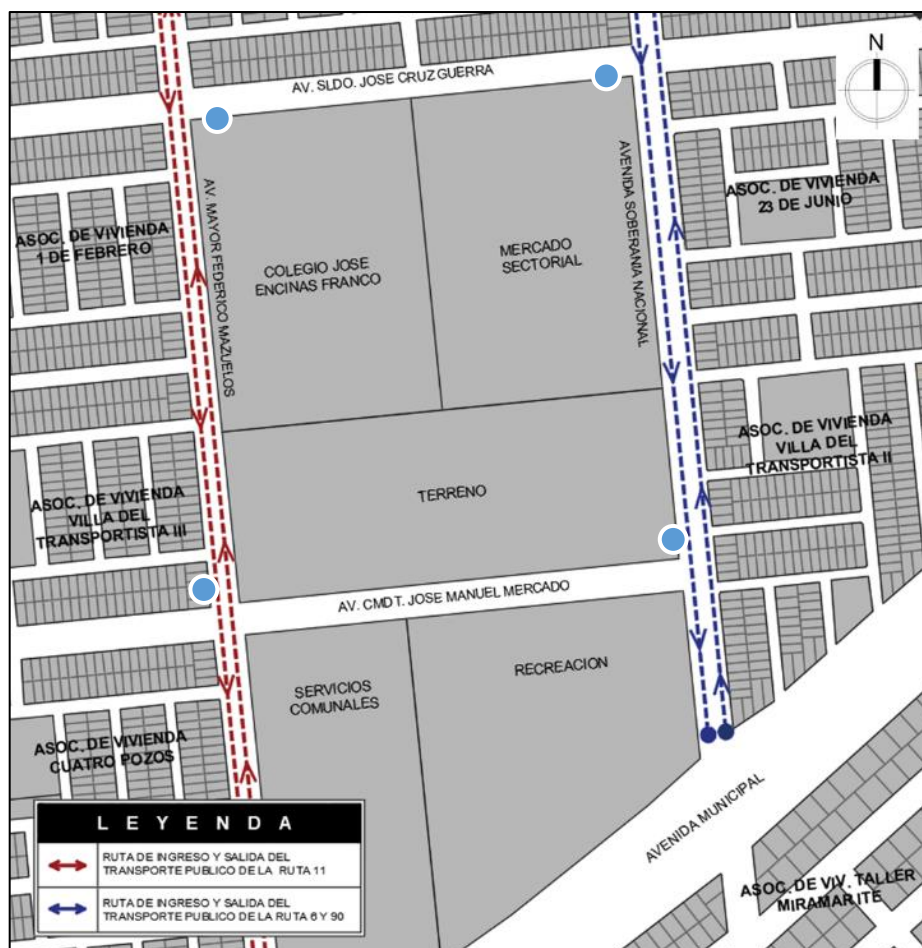 N
AV. SLDO. JOSE CRUZ GUERRA
AV. MAYOR FEDERICO MAZUELOS
AVENIDA SOBERANIA NACIONAL
ASOC. DE VIVIENDA
23 DE JUNIO
ASOC. DE VIVIENDA
1 DE FEBRERO
COLEGIO JOSE
ENCINAS FRANCO
MERCADO
SECTORIAL
ASOC. DE VIVIENDA
VILLA DEL
TRANSPORTISTA II
TERRENO
ASOC. DE VIVIENDA
VILLA DEL
TRANSPORTISTA III
AV. CMDT. JOSE MANUEL MERCADO
SERVICIOS
COMUNALES
RECREACION
ASOC. DE VIVIENDA
CUATRO POZOS
AVENIDA MUNICIPAL
ASOC. DE VIV. TALLER
MIRAMARITE
LEYENDA
RUTA DE INGRESO Y SALIDA DEL
TRANSPORTE PUBLICO DE LA RUTA 11
RUTA DE INGRESO Y SALIDA DEL
TRANSPORTE PUBLICO DE LA RUTA 6 Y 90